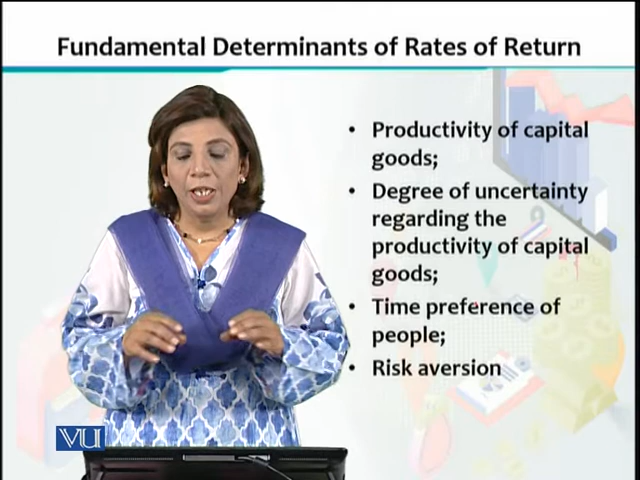 Fundamental Determinants of Rates of Return
• Productivity of capital
goods;
• Degree of uncertainty
regarding the
productivity of capital
goods;
• Time preference of
people;
• Risk aversion
VU